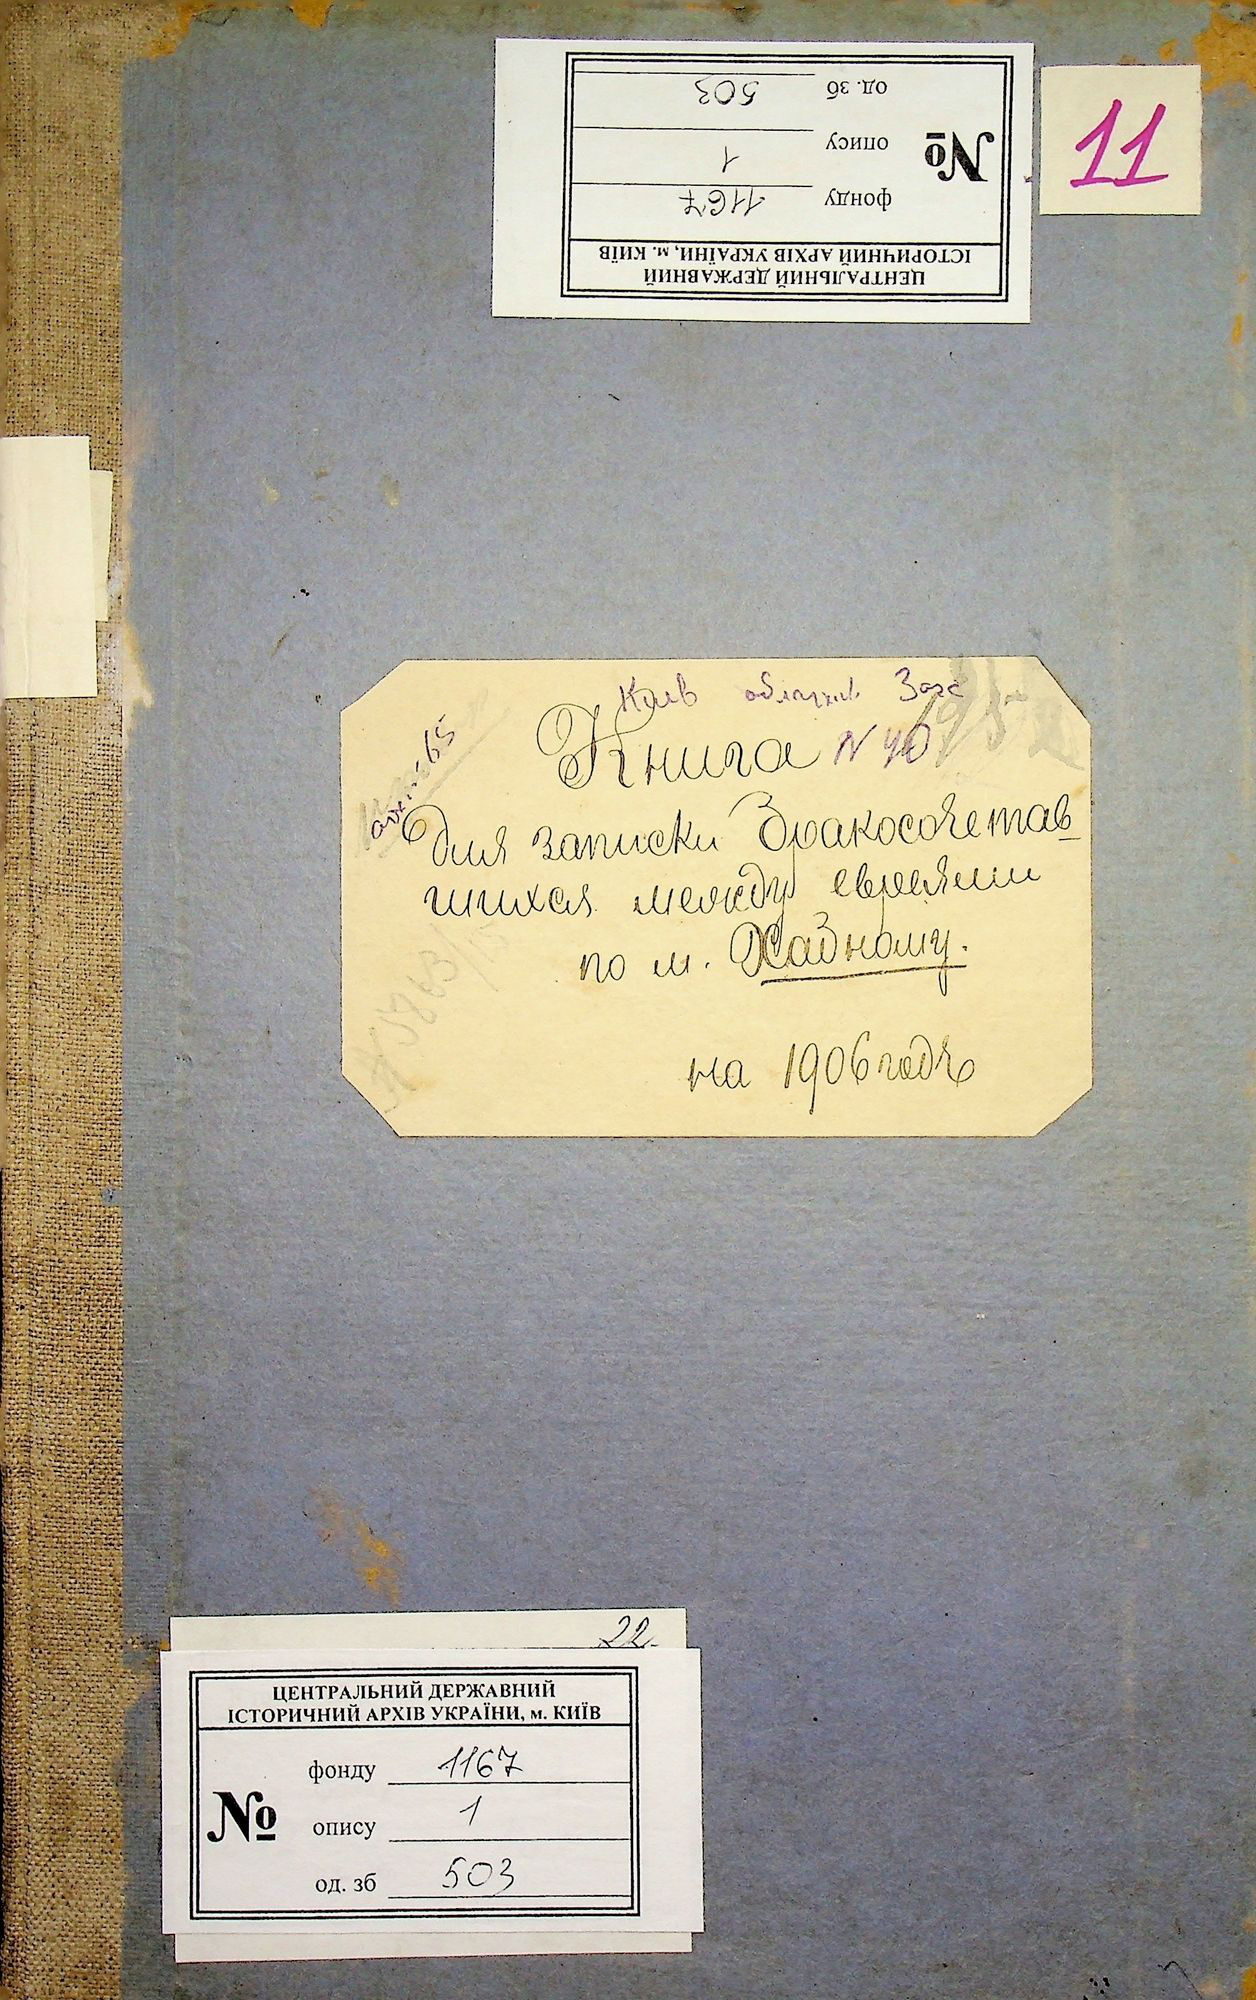 ЦЕНТРАЛЬНИЙ ДЕРЖАВНИЙ
ІСТОРИЧНИЙ АРХІВ УКРАЇНИ, м. КИЇВ
№
фонду 1167
опису 1
од. зб 503
11
Киев Загс
Книга N 40
для записки бракосочетав
шихся между евреями
по м. Хабному.
на 1906 годъ
22.
ЦЕНТРАЛЬНИЙ ДЕРЖАВНИЙ
ІСТОРИЧНИЙ АРХІВ УКРАЇНИ, м. КИЇВ
№
фонду 1167
опису 1
од. зб 503